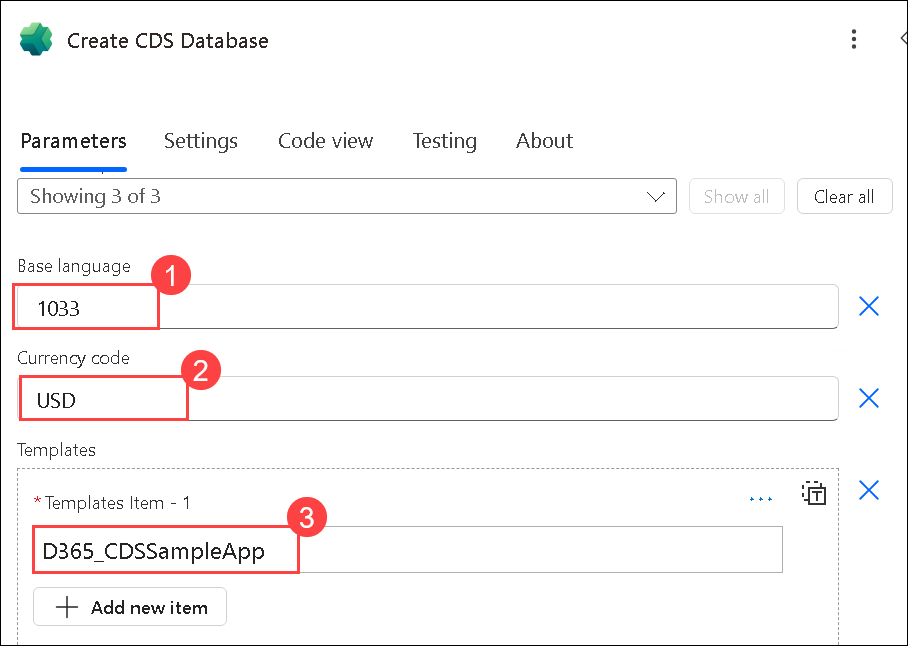 Create CDS Database
Parameters Settings Code view Testing About
Showing 3 of 3 Show all Clear all
Base language
1
1033
Currency code
2
USD
Templates
*Templates Item - 1
3
D365_CDSSampleApp
Add new item